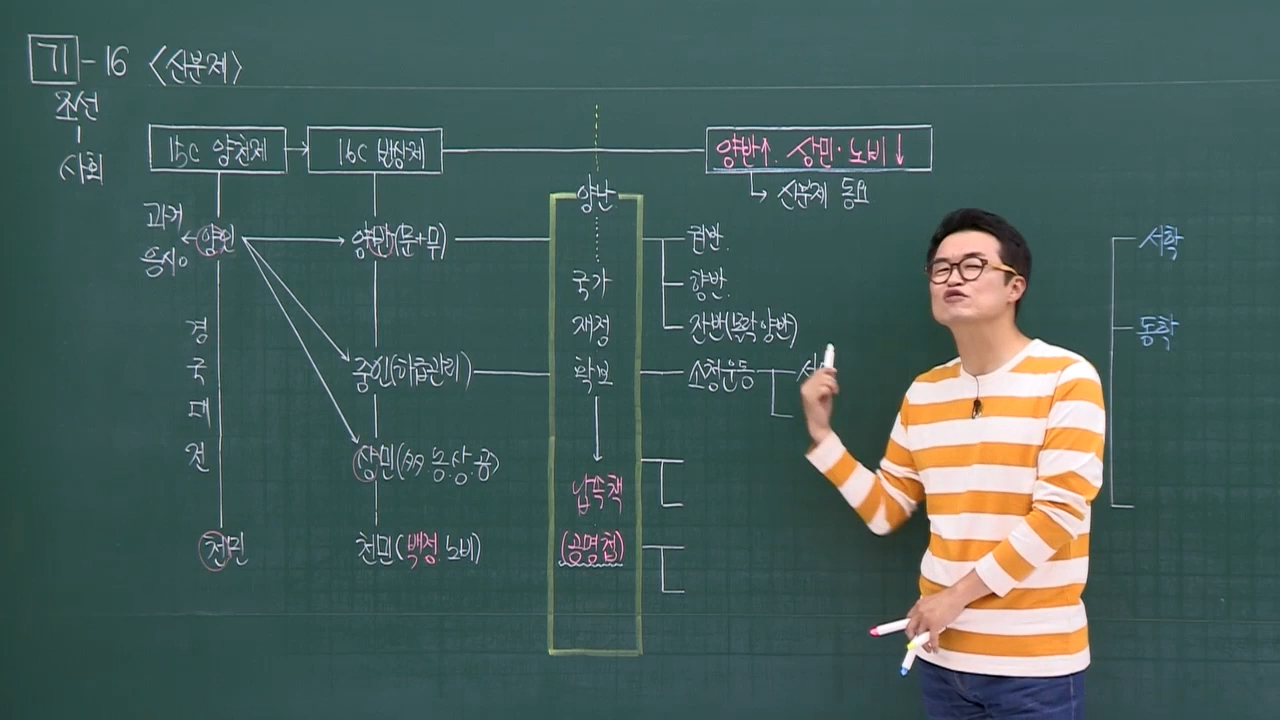 기-16 〈신분제〉
조선
사회
15C 양천제
16C 반상제
양반↑. 상민·노비↓
↳ 신분제 동요
양난
과거
응시○
양인
양반(문+무)
권반.
향반.
잔반(몰락 양반)
국가
재정
확보
경
국
대
전
중인(하급관리)
소청운동
상민(농.상.공)
납속책
(공명첩)
천민
천민(백정.노비)
서학
동학